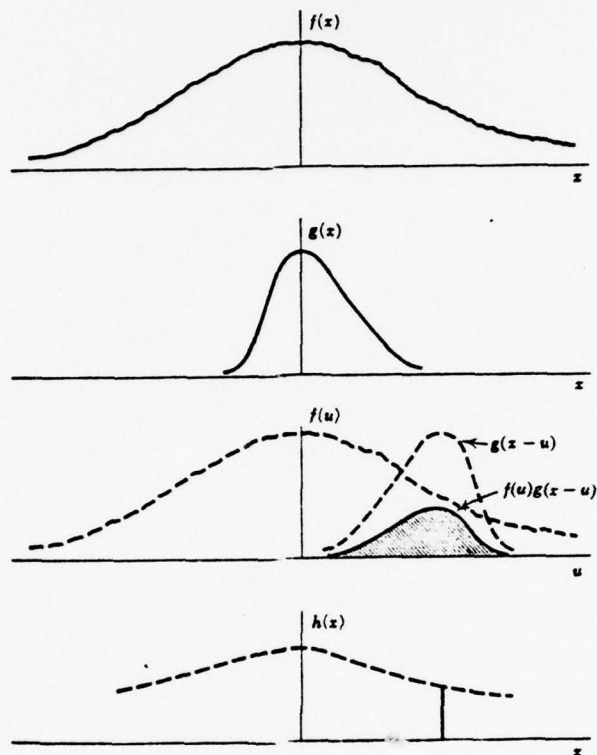 f(x)
x
g(x)
x
f(u)
g(x − u)
f(u)g(x − u)
u
h(x)
x